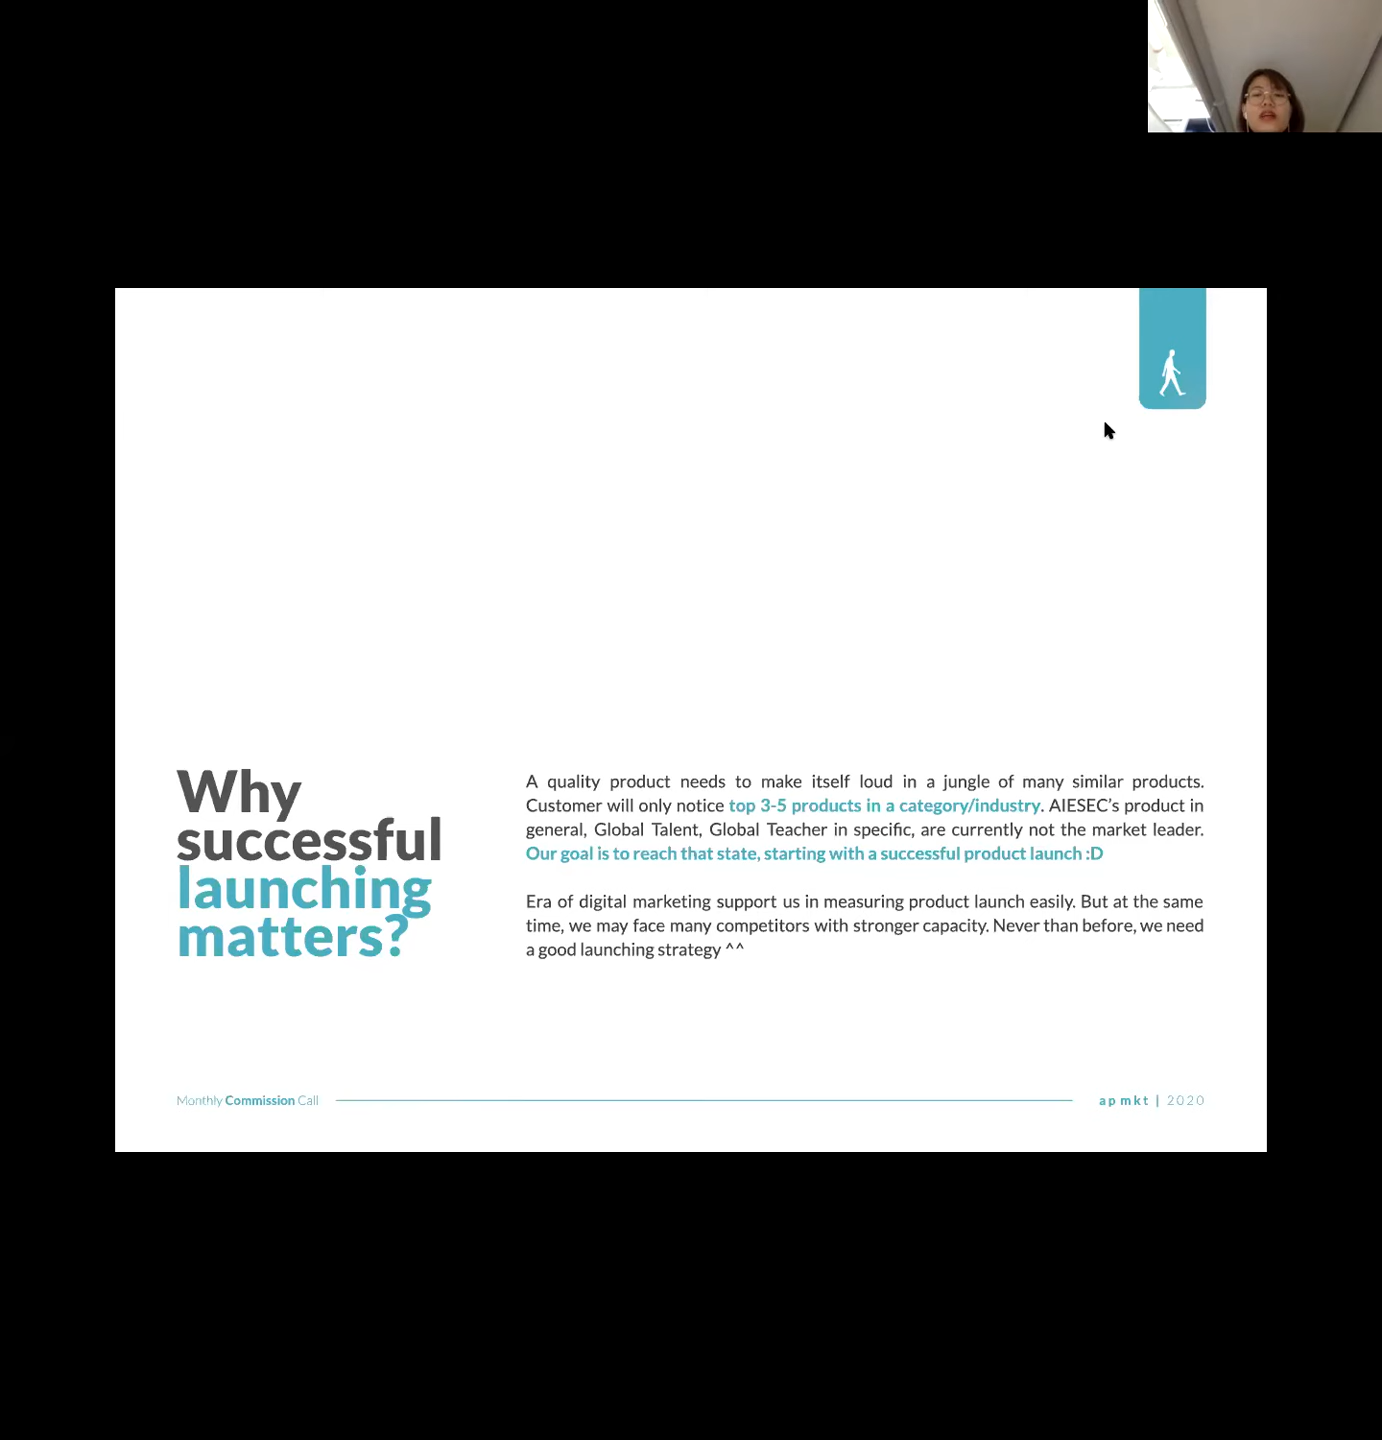 Why
successful
launching
matters?
A quality product needs to make itself loud in a jungle of many similar products.
Customer will only notice top 3-5 products in a category/industry. AIESEC’s product in
general, Global Talent, Global Teacher in specific, are currently not the market leader.
Our goal is to reach that state, starting with a successful product launch :D
Era of digital marketing support us in measuring product launch easily. But at the same
time, we may face many competitors with stronger capacity. Never than before, we need
a good launching strategy ^^
Monthly Commission Call
ap mkt | 2020